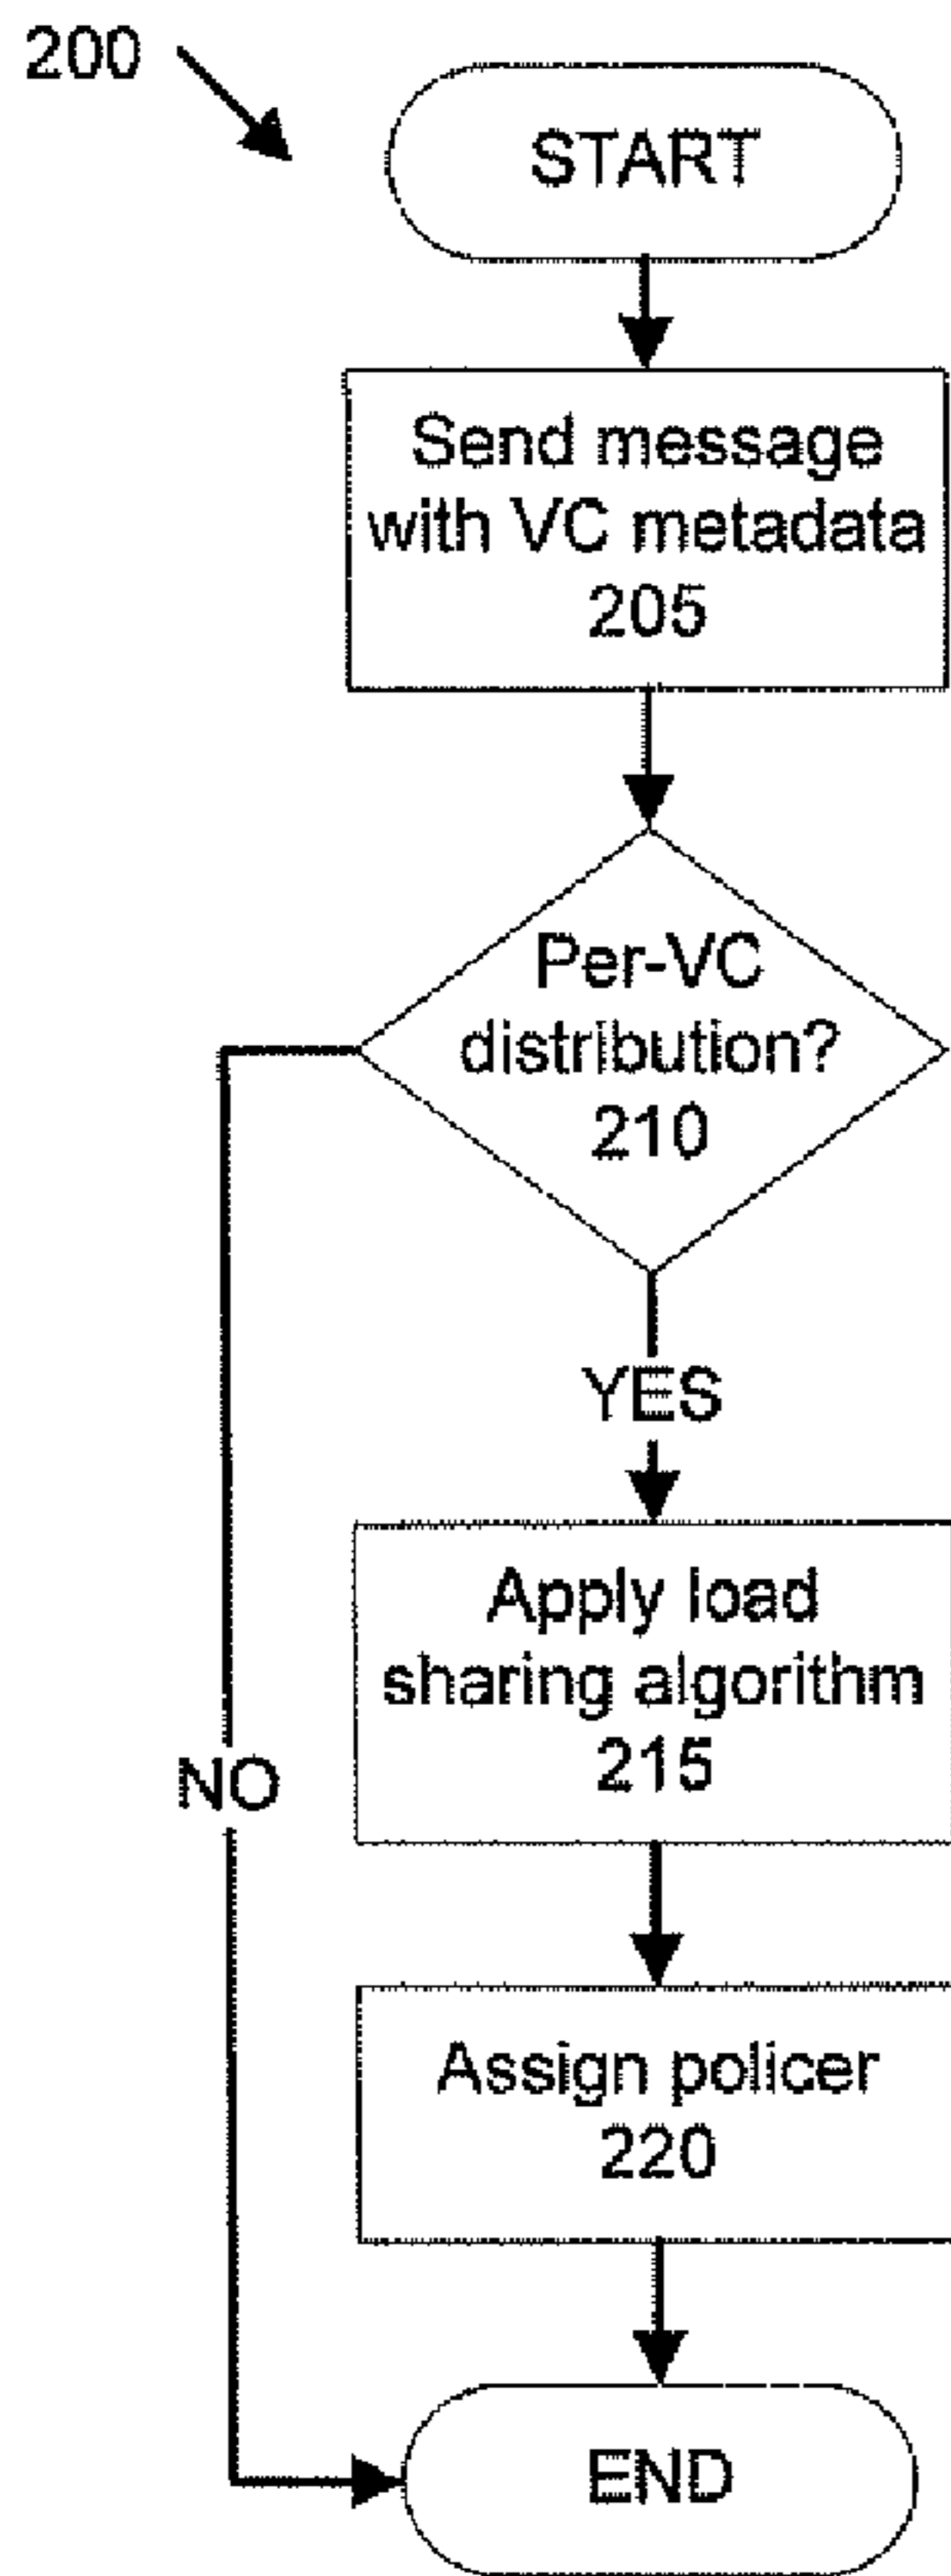 200
START
Send message
with VC metadata
205
Per-VC
distribution?
210
YES
Apply load
sharing algorithm
215
NO
Assign policer
220
END